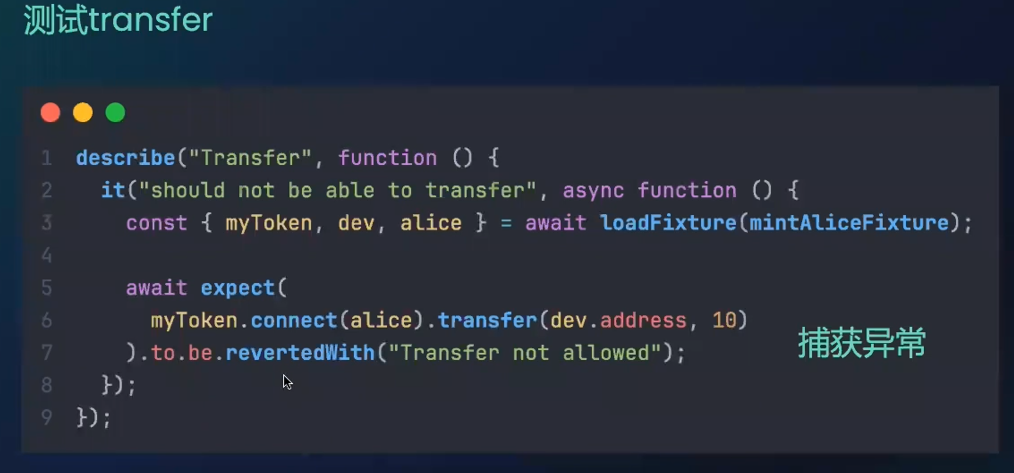 测试transfer
1 describe("Transfer", function () {
2   it("should not be able to transfer", async function () {
3     const { myToken, dev, alice } = await loadFixture(mintAliceFixture);
4
5     await expect(
6       myToken.connect(alice).transfer(dev.address, 10)
7     ).to.be.revertedWith("Transfer not allowed");
捕获异常
8   });
9 });